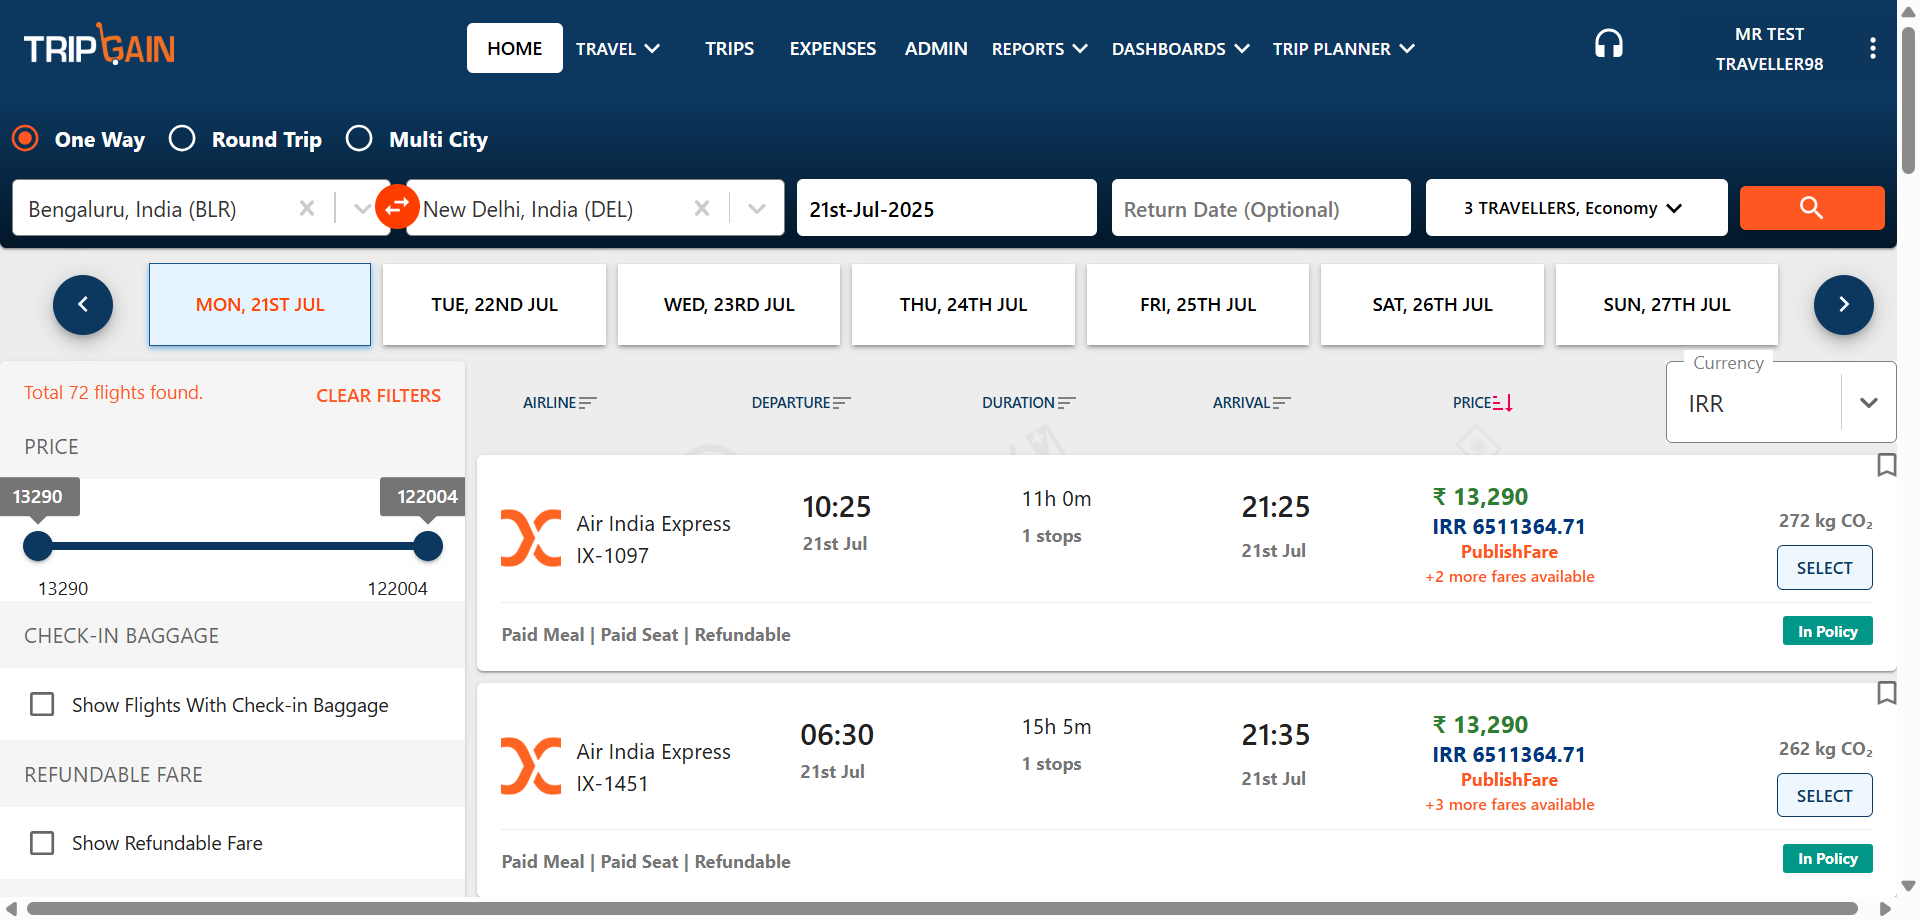 TRIPGAIN
HOME
TRAVEL
TRIPS
EXPENSES
ADMIN
REPORTS
DASHBOARDS
TRIP PLANNER
MR TEST
TRAVELLER98
One Way
Round Trip
Multi City
Bengaluru, India (BLR)
New Delhi, India (DEL)
21st-Jul-2025
Return Date (Optional)
3 TRAVELLERS, Economy
MON, 21ST JUL
TUE, 22ND JUL
WED, 23RD JUL
THU, 24TH JUL
FRI, 25TH JUL
SAT, 26TH JUL
SUN, 27TH JUL
Total 72 flights found.
CLEAR FILTERS
PRICE
13290
122004
13290
122004
CHECK-IN BAGGAGE
Show Flights With Check-in Baggage
REFUNDABLE FARE
Show Refundable Fare
AIRLINE
DEPARTURE
DURATION
ARRIVAL
PRICE
Currency
IRR
Air India Express
IX-1097
10:25
21st Jul
11h 0m
1 stops
21:25
21st Jul
₹ 13,290
IRR 6511364.71
PublishFare
+2 more fares available
272 kg CO₂
SELECT
Paid Meal | Paid Seat | Refundable
In Policy
Air India Express
IX-1451
06:30
21st Jul
15h 5m
1 stops
21:35
21st Jul
₹ 13,290
IRR 6511364.71
PublishFare
+3 more fares available
262 kg CO₂
SELECT
Paid Meal | Paid Seat | Refundable
In Policy